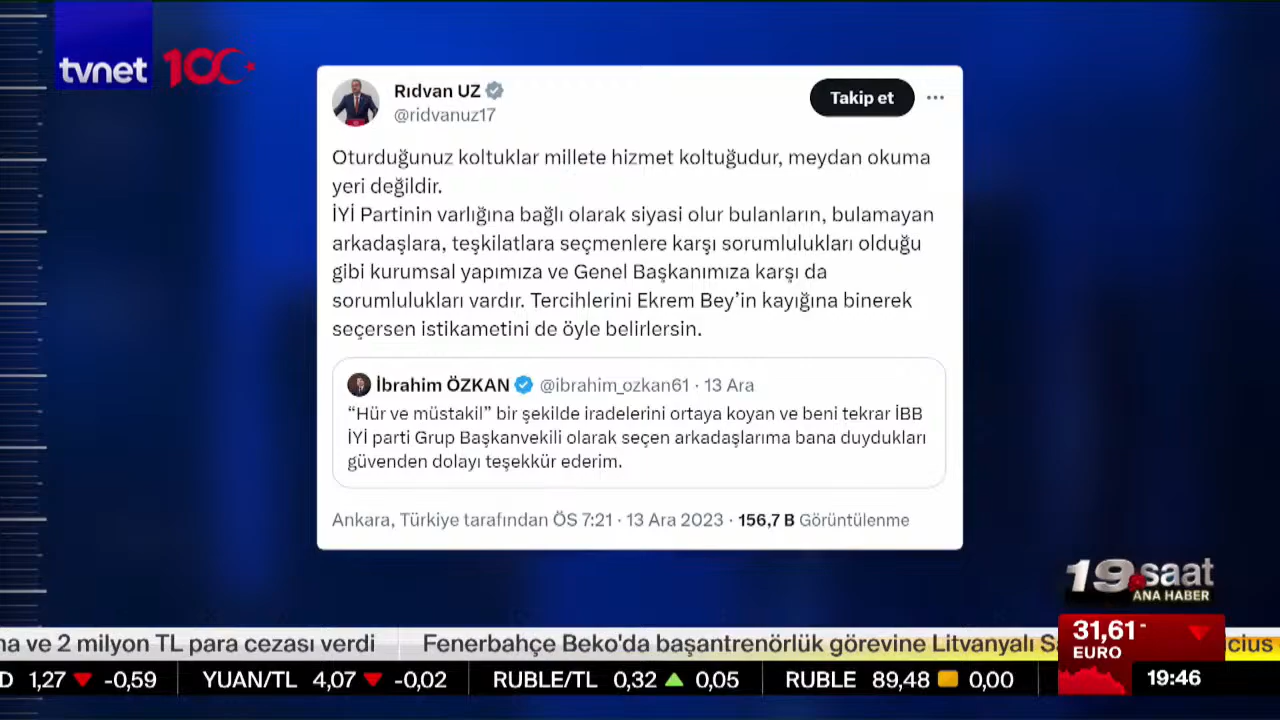 tvnet 100
Rıdvan UZ
@ridvanuz17
Takip et
Oturduğunuz koltuklar millete hizmet koltuğudur, meydan okuma
yeri değildir.
İYİ Partinin varlığına bağlı olarak siyasi olur bulanların, bulamayan
arkadaşlara, teşkilatlara seçmenlere karşı sorumlulukları olduğu
gibi kurumsal yapımıza ve Genel Başkanımıza karşı da
sorumlulukları vardır. Tercihlerini Ekrem Bey’in kayığına binerek
seçersen istikametini de öyle belirlersin.
İbrahim ÖZKAN @ibrahim_ozkan61 · 13 Ara
“Hür ve müstakil” bir şekilde iradelerini ortaya koyan ve beni tekrar İBB
İYİ parti Grup Başkanvekili olarak seçen arkadaşlarıma bana duydukları
güvenden dolayı teşekkür ederim.
Ankara, Türkiye tarafından ÖS 7:21 · 13 Ara 2023 · 156,7 B Görüntülenme
19 saat
ANA HABER
na ve 2 milyon TL para cezası verdi Fenerbahçe Beko'da başantrenörlük görevine Litvanyalı
31,61
EURO
D 1,27 -0,59 YUAN/TL 4,07 -0,02 RUBLE/TL 0,32 0,05 RUBLE 89,48 0,00
19:46